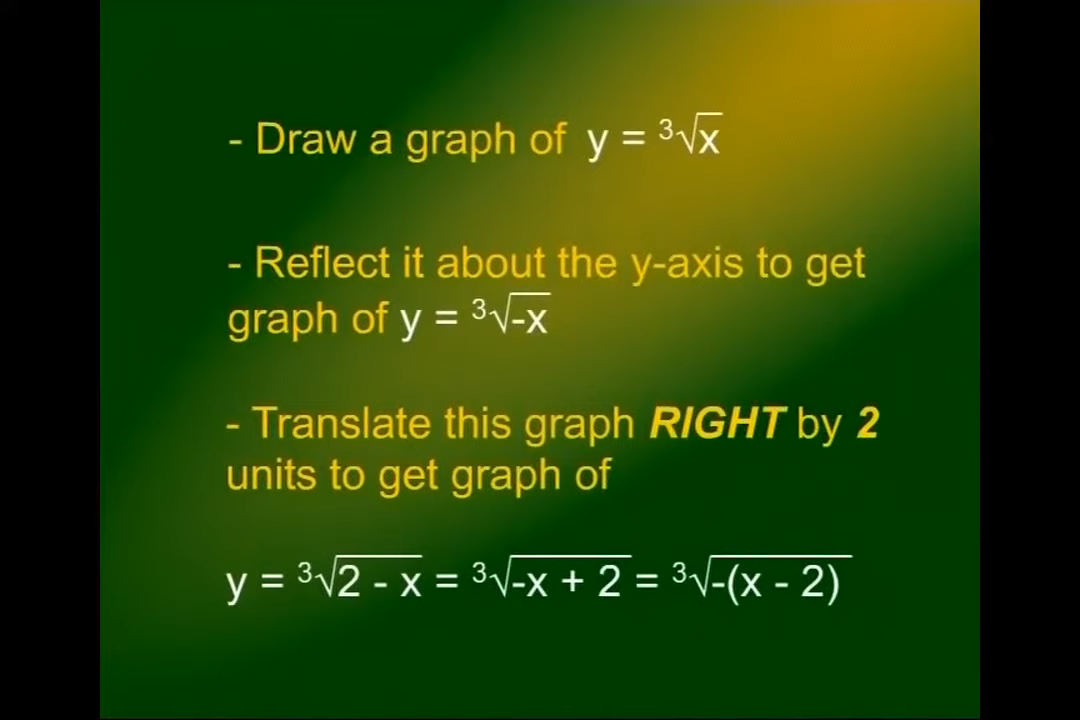 - Draw a graph of y = ³√x
- Reflect it about the y-axis to get
graph of y = ³√-x
- Translate this graph RIGHT by 2
units to get graph of
y = ³√2 - x = ³√-x + 2 = ³√-(x - 2)